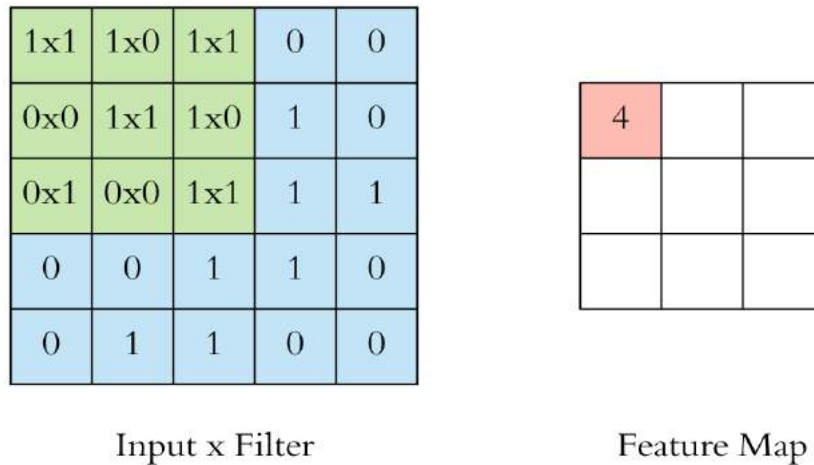 1x1 1x0 1x1 0 0
0x0 1x1 1x0 1 0
4
0x1 0x0 1x1 1 1
0 0 1 1 0
0 1 1 0 0
Input x Filter
Feature Map